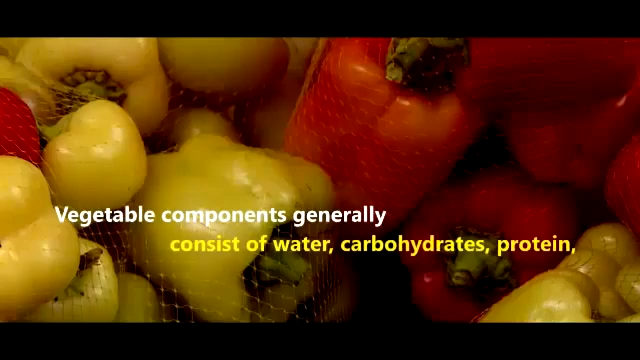 Vegetable components generally
consist of water, carbohydrates, protein,